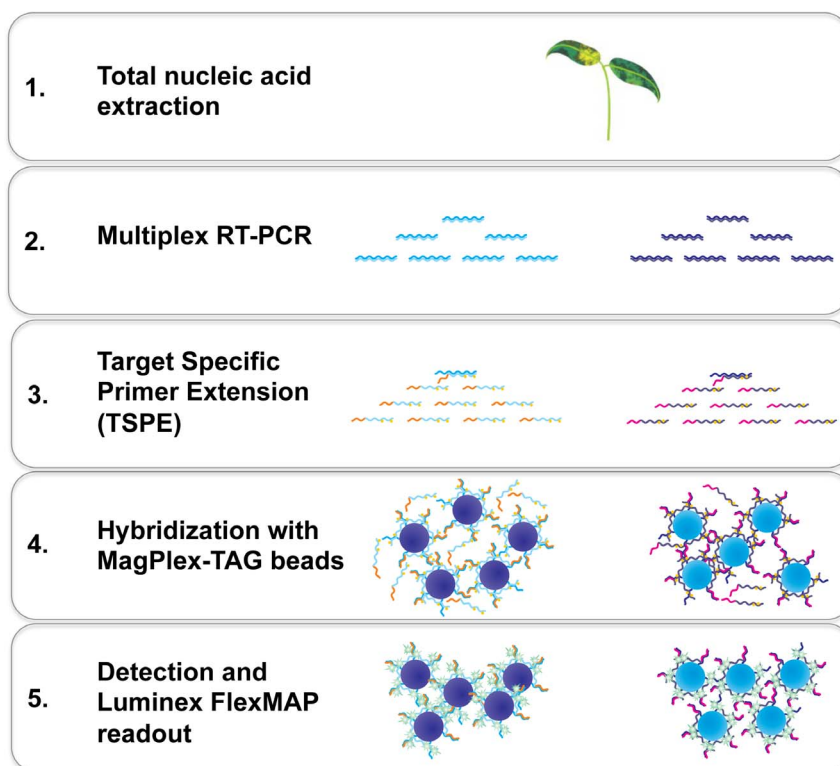 1. Total nucleic acid
extraction
2. Multiplex RT-PCR
Target Specific
3. Primer Extension
(TSPE)
4. Hybridization with
MagPlex-TAG beads
Detection and
5. Luminex FlexMAP
readout